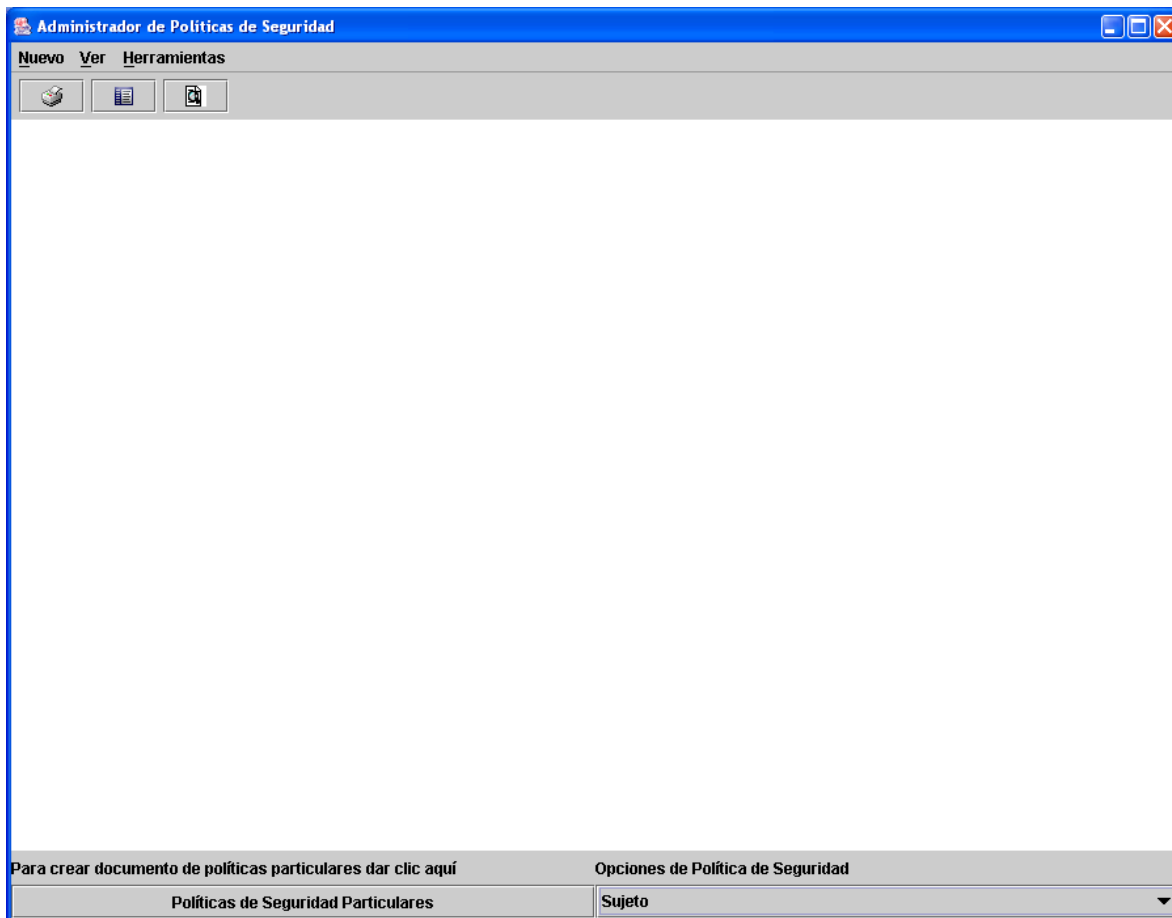 Administrador de Políticas de Seguridad
Nuevo Ver Herramientas
Para crear documento de políticas particulares dar clic aquí
Opciones de Política de Seguridad
Políticas de Seguridad Particulares
Sujeto